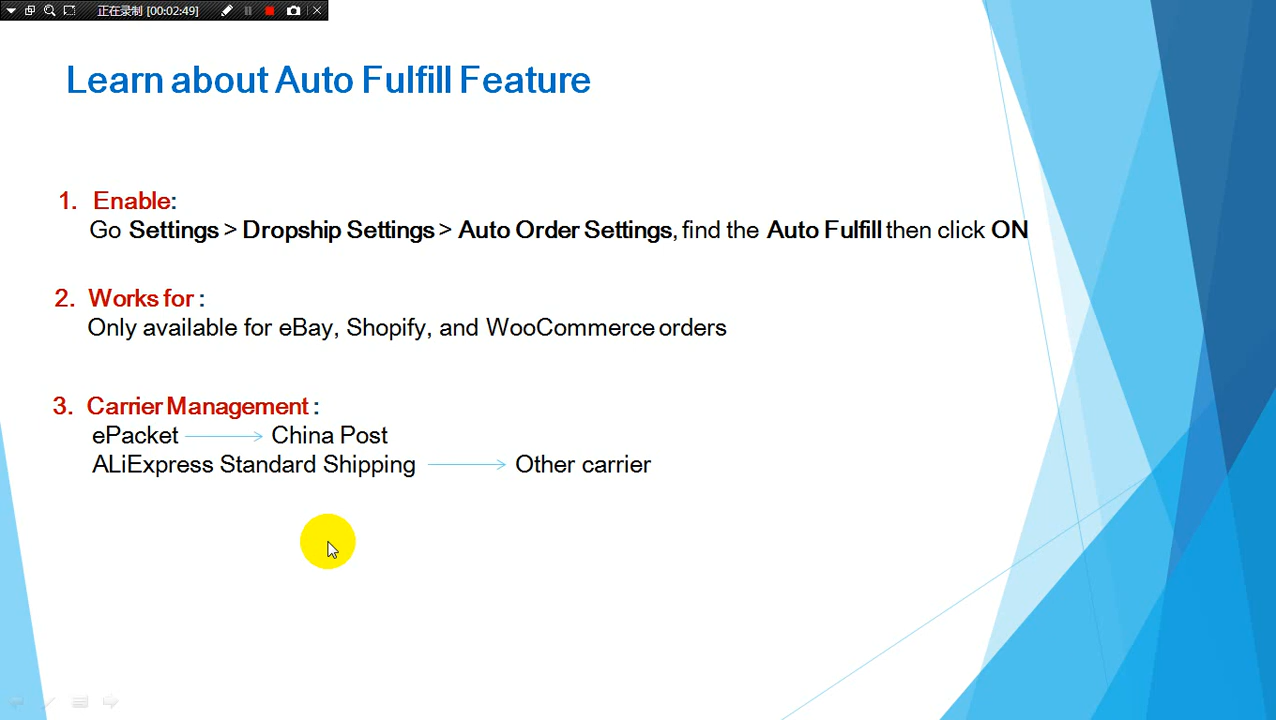 正在录制 [00:02:49]
Learn about Auto Fulfill Feature
1. Enable:
Go Settings > Dropship Settings > Auto Order Settings, find the Auto Fulfill then click ON
2. Works for :
Only available for eBay, Shopify, and WooCommerce orders
3. Carrier Management :
ePacket → China Post
ALiExpress Standard Shipping → Other carrier